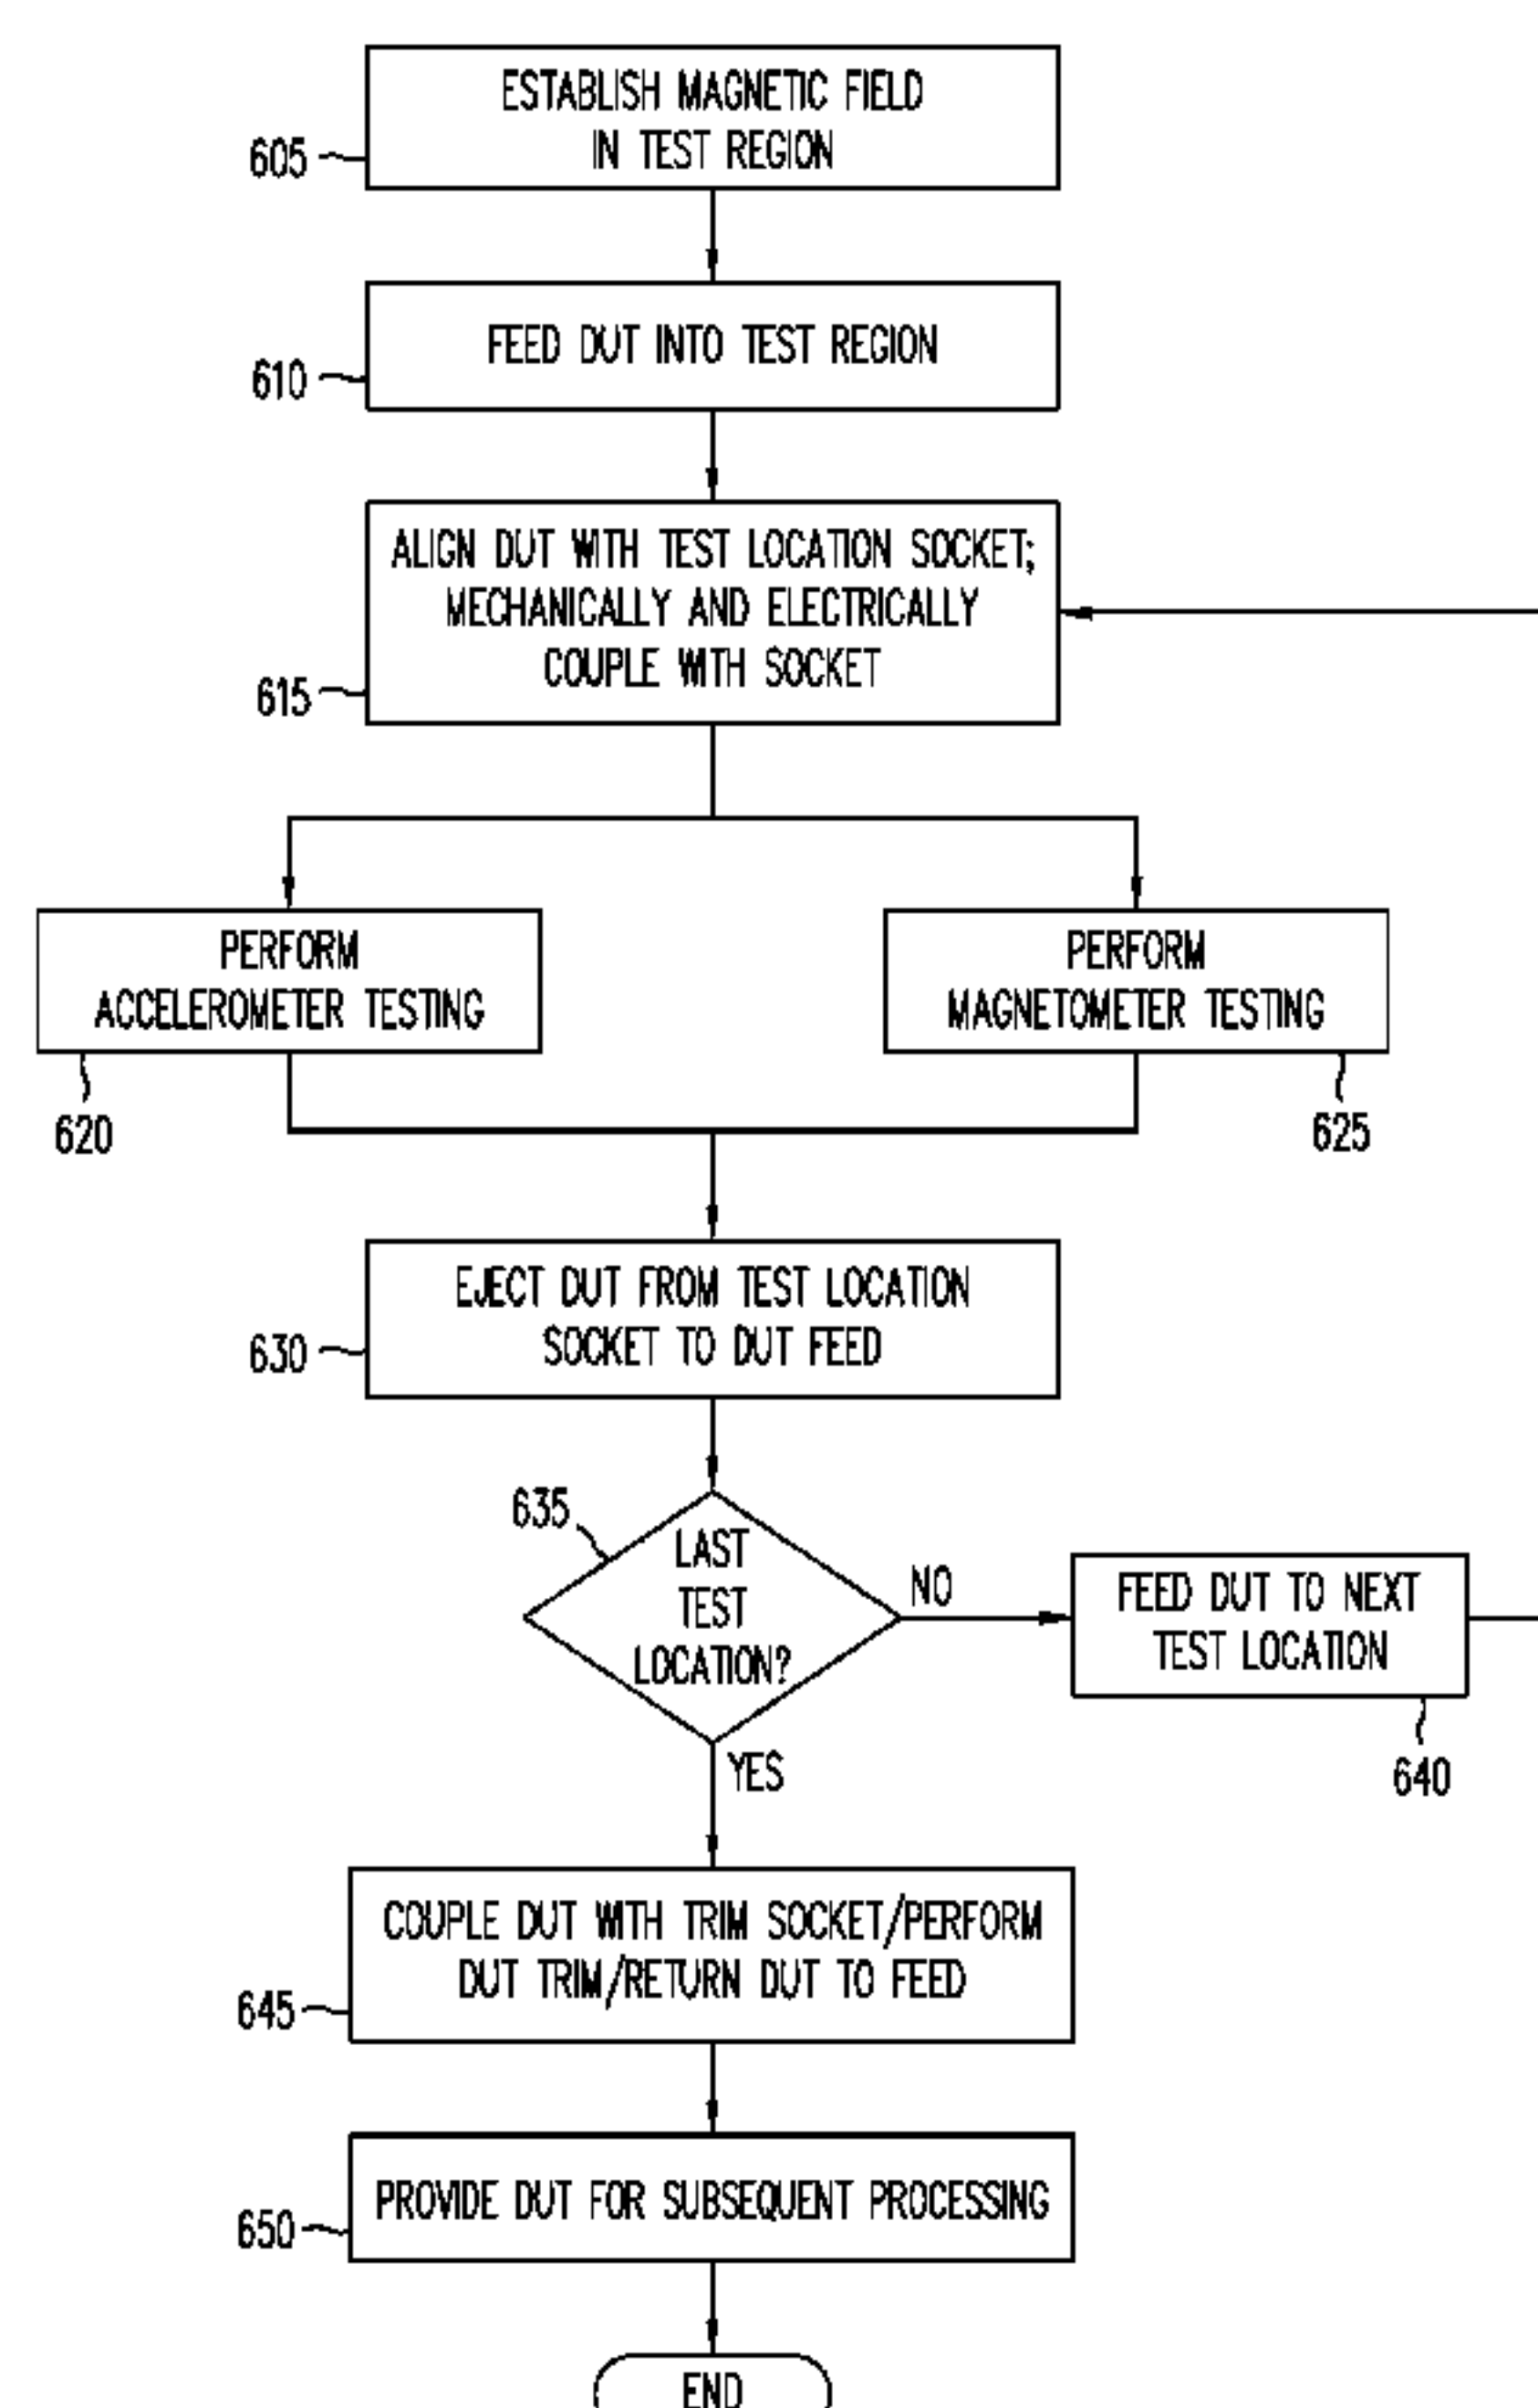 ESTABLISH MAGNETIC FIELD
IN TEST REGION
605
FEED DUT INTO TEST REGION
610
ALIGN DUT WITH TEST LOCATION SOCKET;
MECHANICALLY AND ELECTRICALLY
COUPLE WITH SOCKET
615
PERFORM
ACCELEROMETER TESTING
620
PERFORM
MAGNETOMETER TESTING
625
EJECT DUT FROM TEST LOCATION
SOCKET TO DUT FEED
630
635
LAST
TEST
LOCATION?
NO
FEED DUT TO NEXT
TEST LOCATION
640
YES
COUPLE DUT WITH TRIM SOCKET/PERFORM
DUT TRIM/RETURN DUT TO FEED
645
PROVIDE DUT FOR SUBSEQUENT PROCESSING
650
END